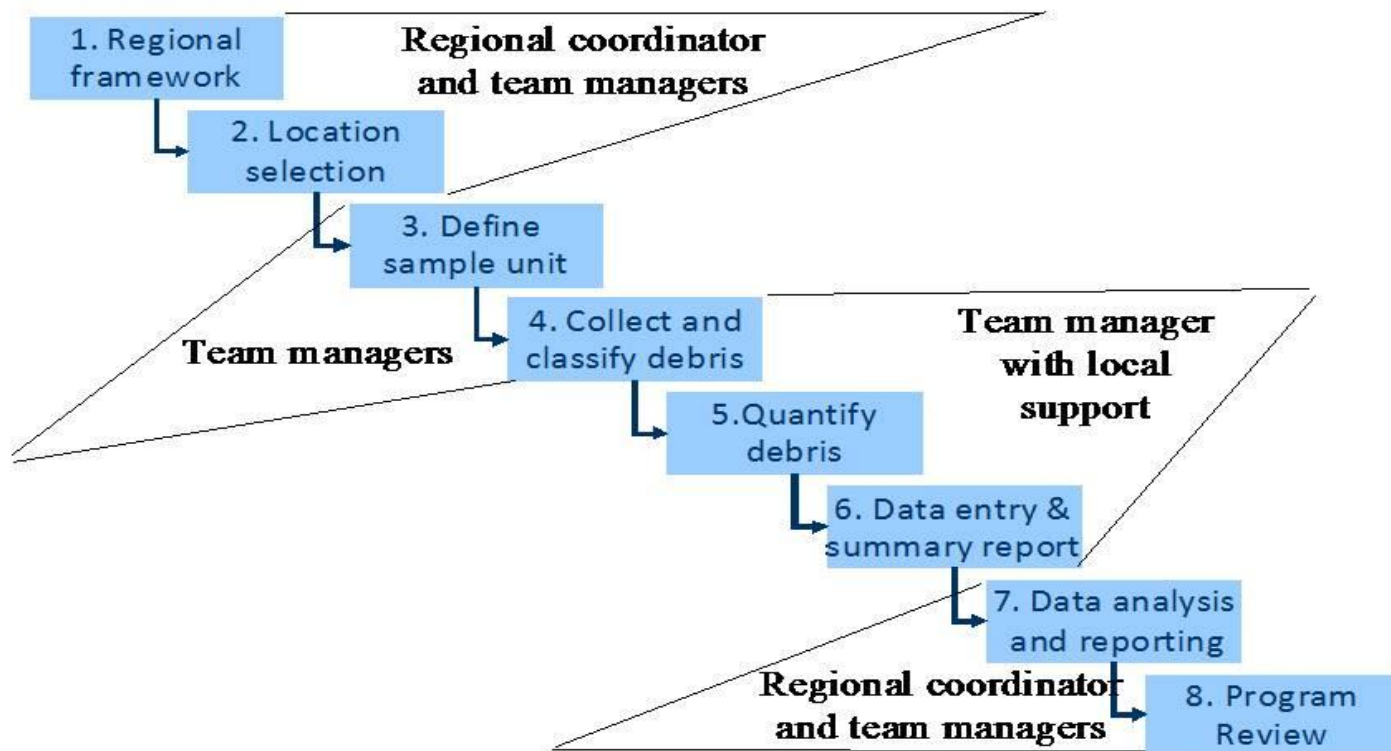 1. Regional
framework
Regional coordinator
and team managers
2. Location
selection
3. Define
sample unit
Team managers
4. Collect and
classify debris
Team manager
with local
support
5.Quantify
debris
6. Data entry &
summary report
7. Data analysis
and reporting
Regional coordinator
and team managers
8. Program
Review